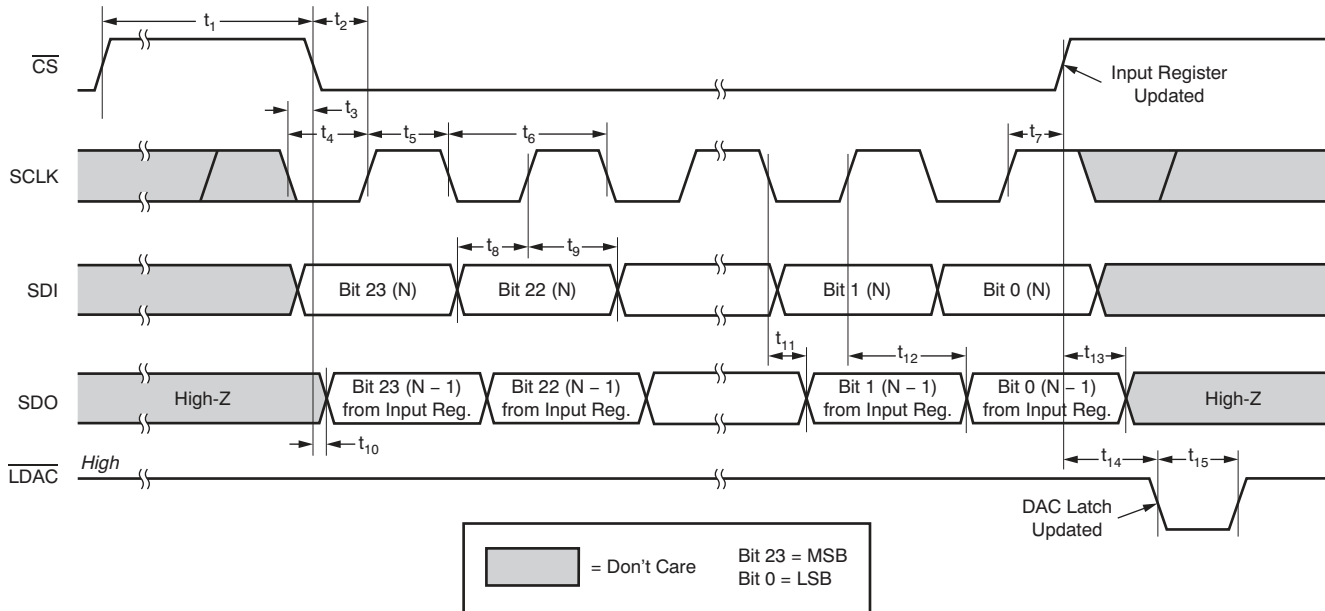 t1
t2
CS
Input Register
Updated
t3
t4
t5
t6
t7
SCLK
t8
t9
SDI
Bit 23 (N)
Bit 22 (N)
Bit 1 (N)
Bit 0 (N)
t11
t12
t13
SDO
High-Z
Bit 23 (N − 1)
from Input Reg.
Bit 22 (N − 1)
from Input Reg.
Bit 1 (N − 1)
from Input Reg.
Bit 0 (N − 1)
from Input Reg.
High-Z
t10
High
LDAC
t14
t15
DAC Latch
Updated
= Don't Care
Bit 23 = MSB
Bit 0 = LSB